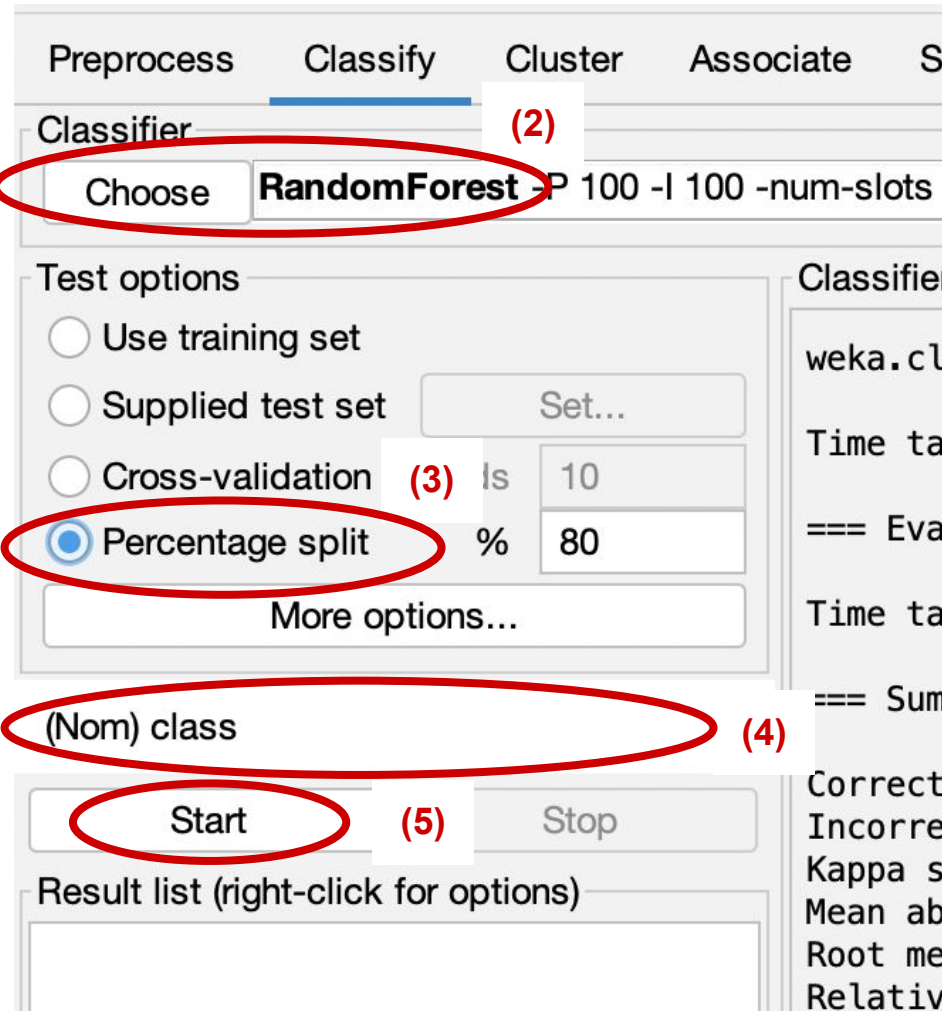 Preprocess Classify Cluster Associate S
Classifier (2)
Choose RandomForest -P 100 -I 100 -num-slots
Test options
Use training set
Supplied test set Set...
Cross-validation (3) ds 10
Percentage split % 80
More options...
(Nom) class (4)
Start (5) Stop
Result list (right-click for options)
Classifier
weka.cl
Time ta
=== Eva
Time ta
=== Sum
Correct
Incorre
Kappa s
Mean ab
Root me
Relativ